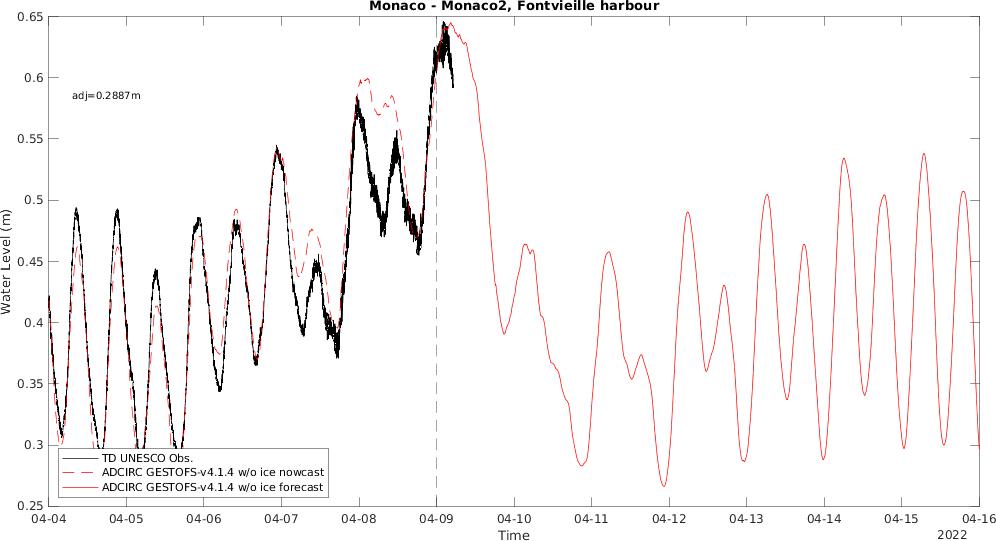 Monaco - Monaco2, Fontvieille harbour
0.65
0.6
adj=0.2887m
0.55
0.5
0.45
0.4
0.35
0.3
0.25
Water Level (m)
TD UNESCO Obs.
ADCIRC GESTOFS-v4.1.4 w/o ice nowcast
ADCIRC GESTOFS-v4.1.4 w/o ice forecast
04-04 04-05 04-06 04-07 04-08 04-09 04-10 04-11 04-12 04-13 04-14 04-15 04-16
Time
2022